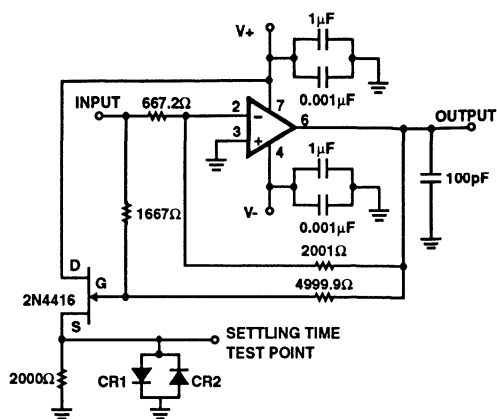 V+
1μF
0.001μF
INPUT
667.2Ω
2
7
6
3
4
OUTPUT
1μF
100pF
V-
0.001μF
1667Ω
2001Ω
D
G
4999.9Ω
2N4416
S
SETTLING TIME
TEST POINT
2000Ω
CR1
CR2